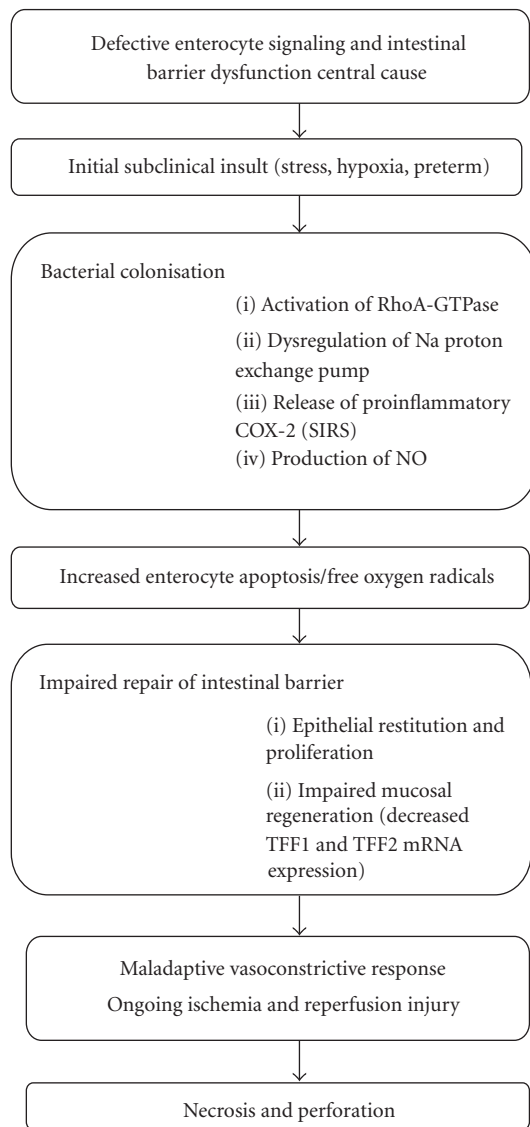 Defective enterocyte signaling and intestinal
barrier dysfunction central cause
Initial subclinical insult (stress, hypoxia, preterm)
Bacterial colonisation
(i) Activation of RhoA-GTPase
(ii) Dysregulation of Na proton
exchange pump
(iii) Release of proinflammatory
COX-2 (SIRS)
(iv) Production of NO
Increased enterocyte apoptosis/free oxygen radicals
Impaired repair of intestinal barrier
(i) Epithelial restitution and
proliferation
(ii) Impaired mucosal
regeneration (decreased
TFF1 and TFF2 mRNA
expression)
Maladaptive vasoconstrictive response
Ongoing ischemia and reperfusion injury
Necrosis and perforation